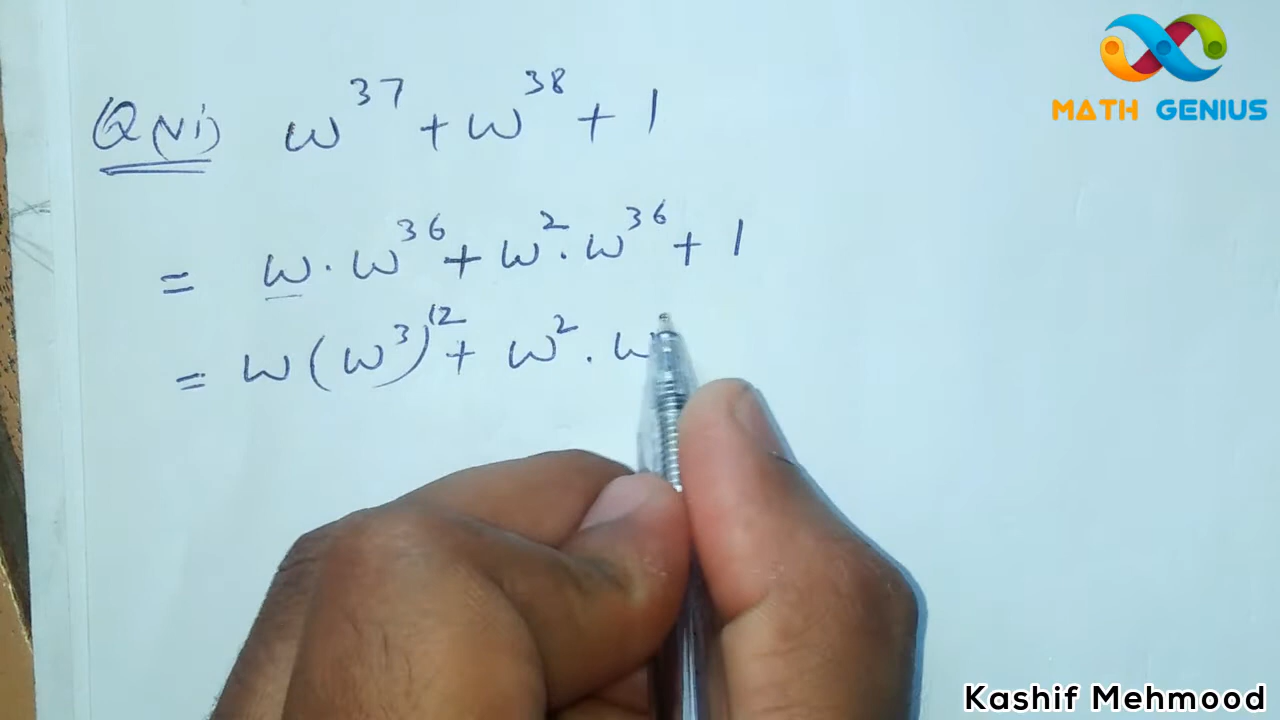 Q(vi) ω^37 + ω^38 + 1
= ω · ω^36 + ω^2 · ω^36 + 1
= ω(ω^3)^12 + ω^2 · ω
MATH GENIUS
Kashif Mehmood